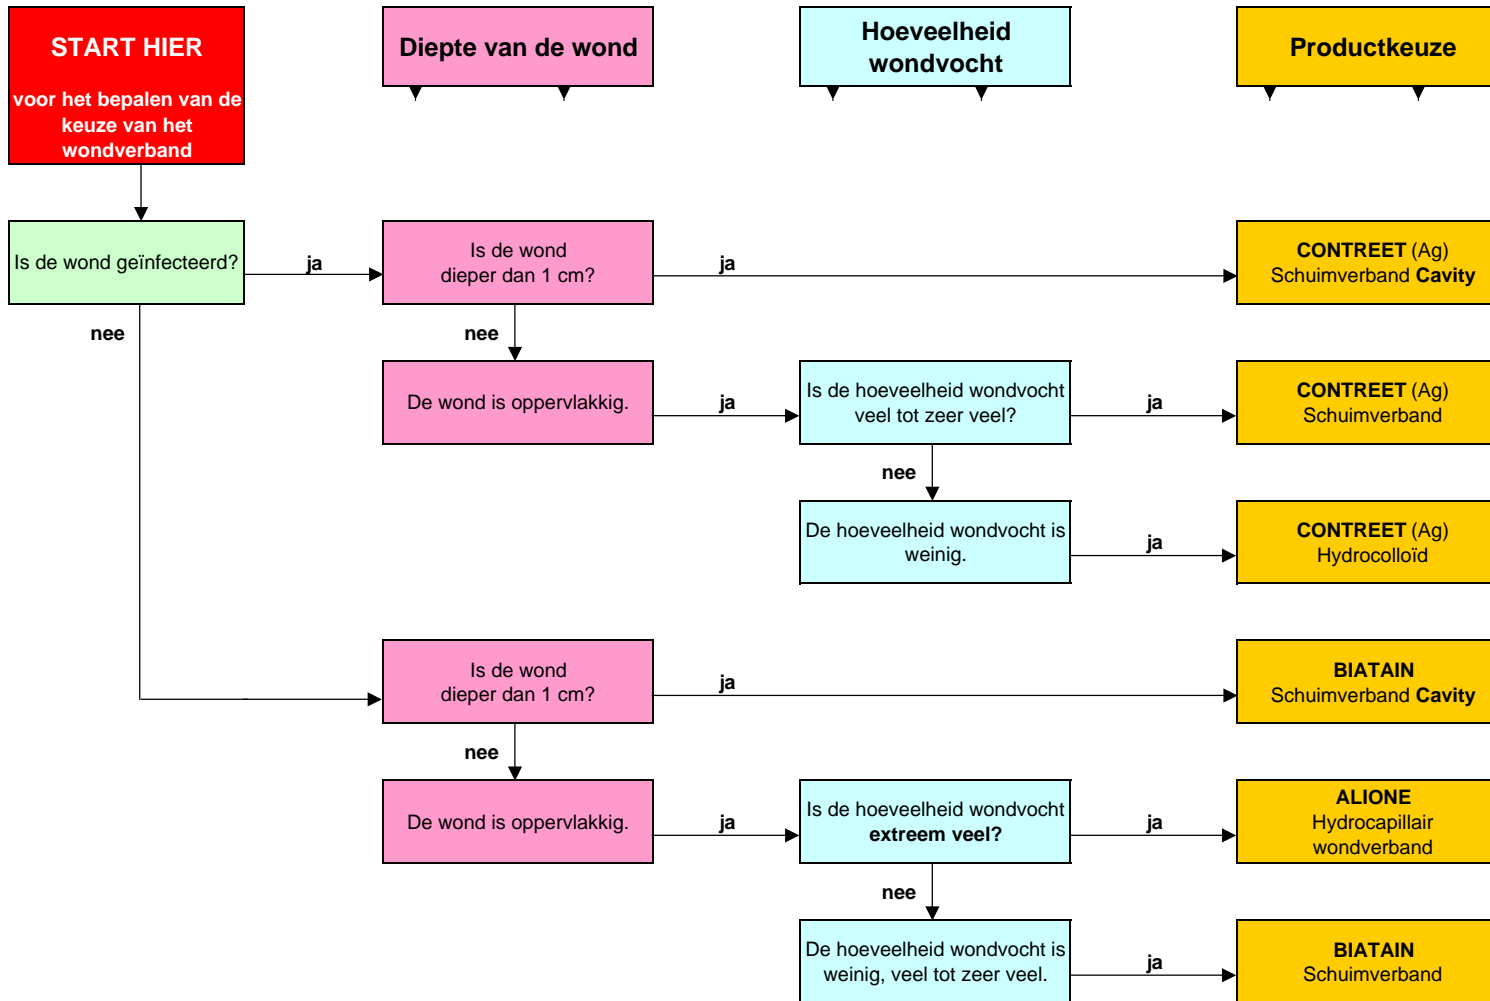 START HIER
voor het bepalen van de
keuze van het
wondverband
Diepte van de wond
Hoeveelheid
wondvocht
Productkeuze
Is de wond geïnfecteerd?
ja
Is de wond
dieper dan 1 cm?
ja
CONTREET (Ag)
Schuimverband Cavity
nee
nee
De wond is oppervlakkig.
ja
Is de hoeveelheid wondvocht
veel tot zeer veel?
ja
CONTREET (Ag)
Schuimverband
nee
De hoeveelheid wondvocht is
weinig.
ja
CONTREET (Ag)
Hydrocolloïd
Is de wond
dieper dan 1 cm?
ja
BIATAIN
Schuimverband Cavity
nee
De wond is oppervlakkig.
ja
Is de hoeveelheid wondvocht
extreem veel?
ja
ALIONE
Hydrocapillair
wondverband
nee
De hoeveelheid wondvocht is
weinig, veel tot zeer veel.
ja
BIATAIN
Schuimverband